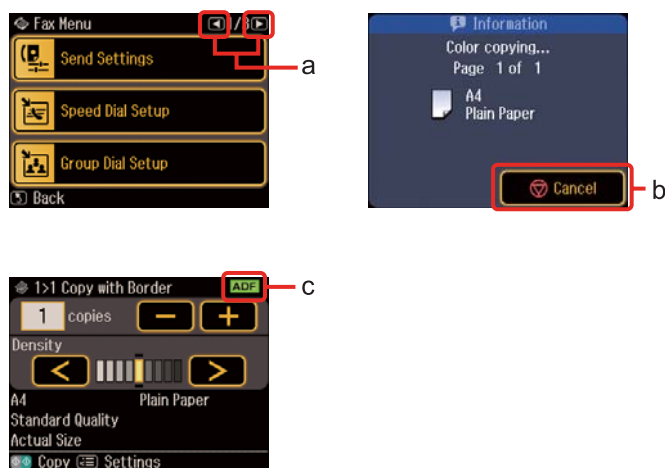 Fax Menu 1/3
a
Send Settings
Speed Dial Setup
Group Dial Setup
Back
Information
Color copying...
Page 1 of 1
A4
Plain Paper
Cancel
b
1>1 Copy with Border ADF
c
1 copies
Density
A4 Plain Paper
Standard Quality
Actual Size
Copy Settings